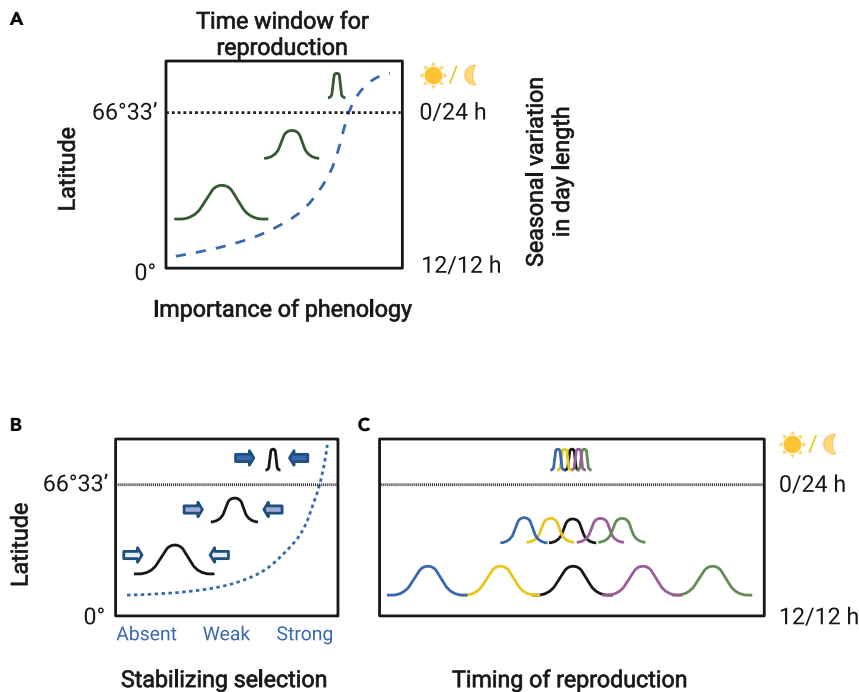 A
Time window for
reproduction
66°33’
0/24 h
Latitude
Seasonal variation
in day length
0°
12/12 h
Importance of phenology
B
C
66°33’
0/24 h
Latitude
0°
Absent Weak Strong
12/12 h
Stabilizing selection
Timing of reproduction